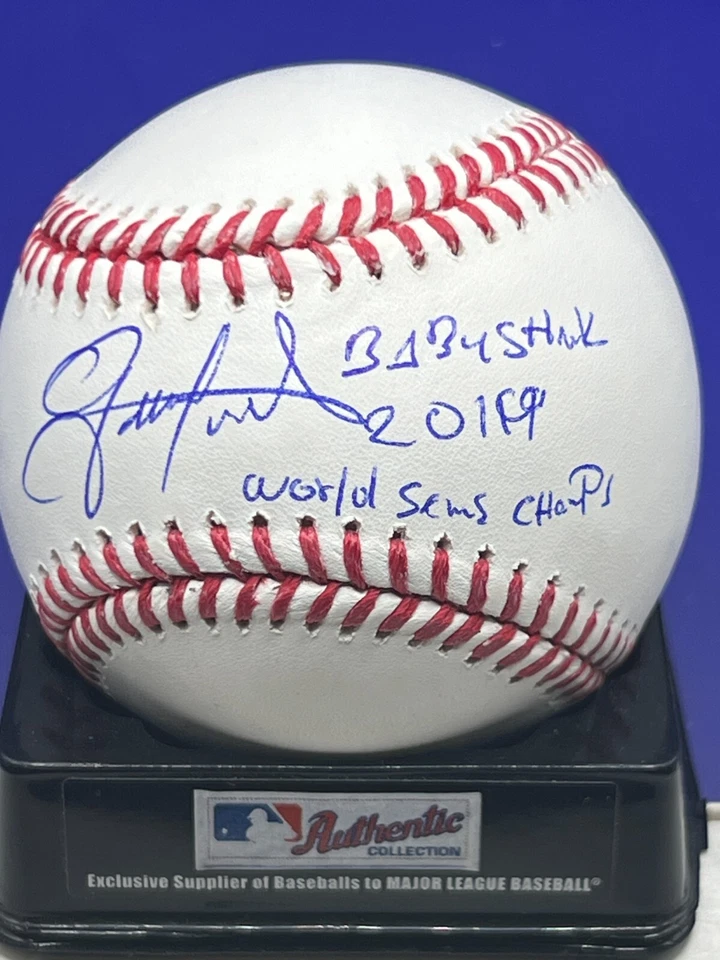 BABY SHARK
2019
World Series CHAMPS
Authentic
COLLECTION
Exclusive Supplier of Baseballs to MAJOR LEAGUE BASEBALL®